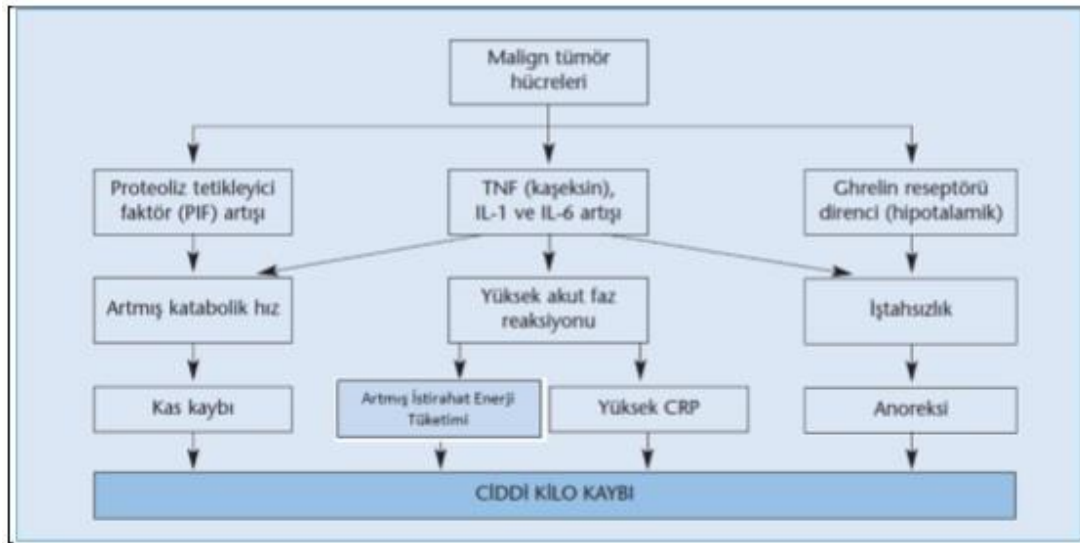 Malign tümör
hücreleri
Proteoliz tetikleyici
faktör (PIF) artışı
TNF (kaşeksin),
IL-1 ve IL-6 artışı
Ghrelin reseptörü
direnci (hipotalamik)
Artmış katabolik hız
Yüksek akut faz
reaksiyonu
İştahsızlık
Kas kaybı
Artmış İstirahat Enerji
Tüketimi
Yüksek CRP
Anoreksi
CİDDİ KİLO KAYBI